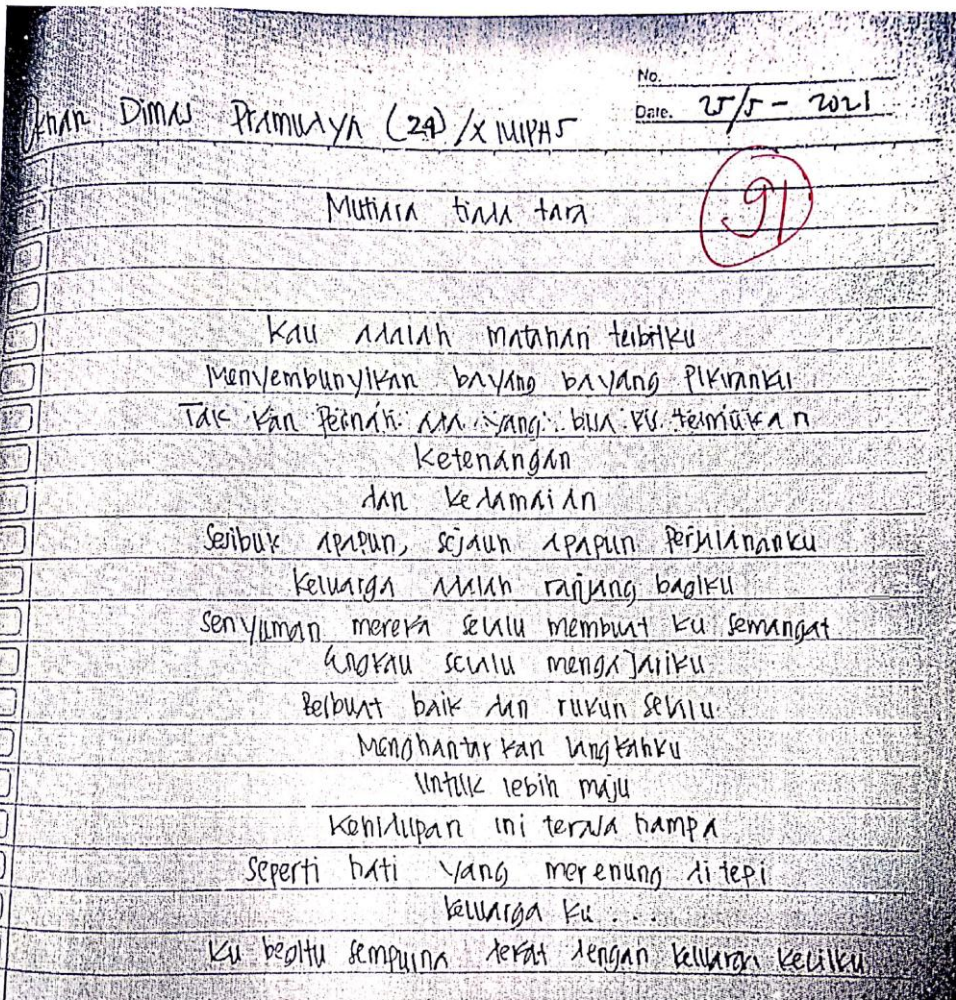 No.
Date. 25/5 - 2021
Dimas Pramudya (24) / X MIPA 5
91
Mutiara tiada tara
Kau adalah matahari terbitku
Menyembunyikan bayang bayang pikiranku
Tak kan pernah ada yang bisa ku temukan
Ketenangan
dan kedamaian
Seribuk apapun, sejauh apapun perjalananku
Keluarga adalah ranjang bagiku
Senyuman mereka selalu membuat ku semangat
Engkau selalu mengajariku
Berbuat baik dan rukun selalu.
Menghantar kan langkahku
Untuk lebih maju
Kehidupan ini terasa hampa
Seperti hati yang merenung di tepi
Keluarga ku ...
Ku begitu sempurna dekat dengan keluarga kecilku